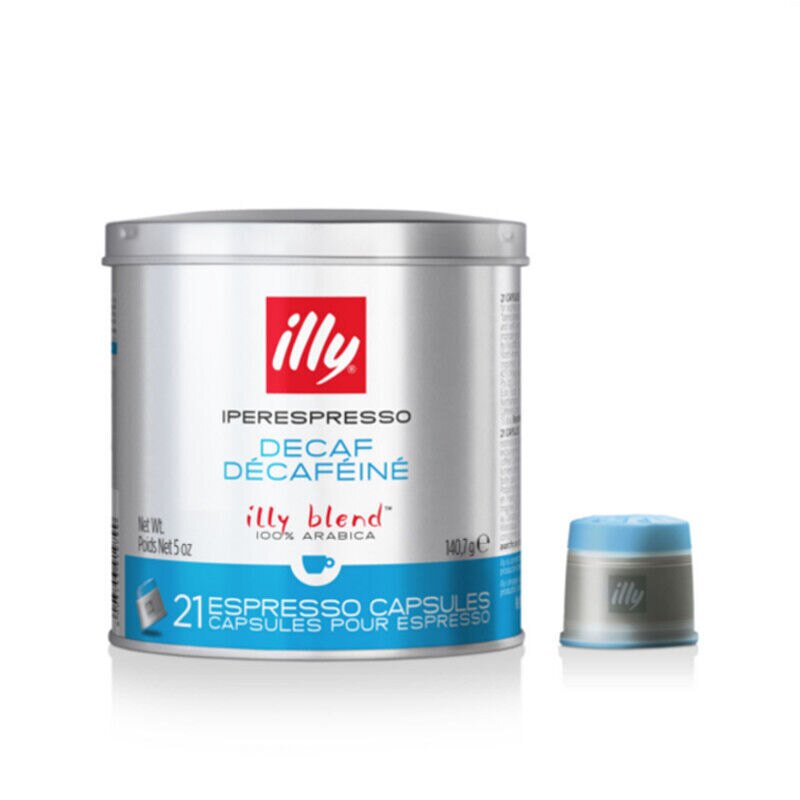 illy®
IPERESPRESSO
DECAF
DÉCAFÉINÉ
illy blend™
100% ARABICA
Net Wt.
Poids Net 5 oz
140,7g℮
21 ESPRESSO CAPSULES
CAPSULES POUR ESPRESSO
illy